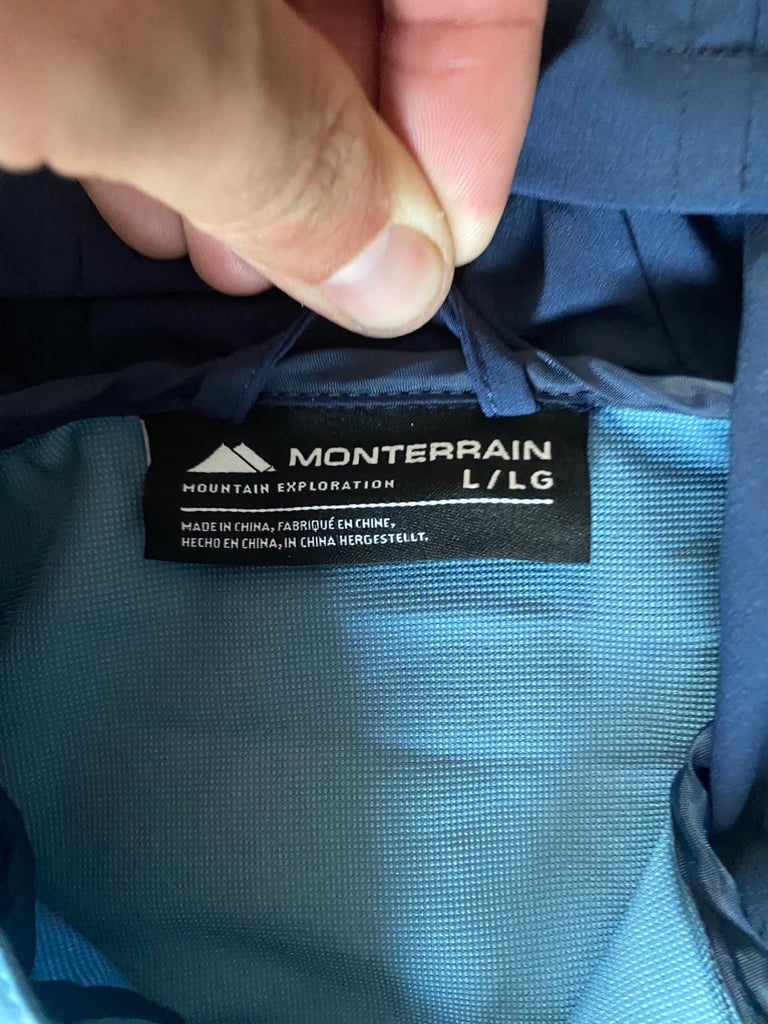 MONTERRAIN
MOUNTAIN EXPLORATION L/LG
MADE IN CHINA, FABRIQUÉ EN CHINE,
HECHO EN CHINA, IN CHINA HERGESTELLT.